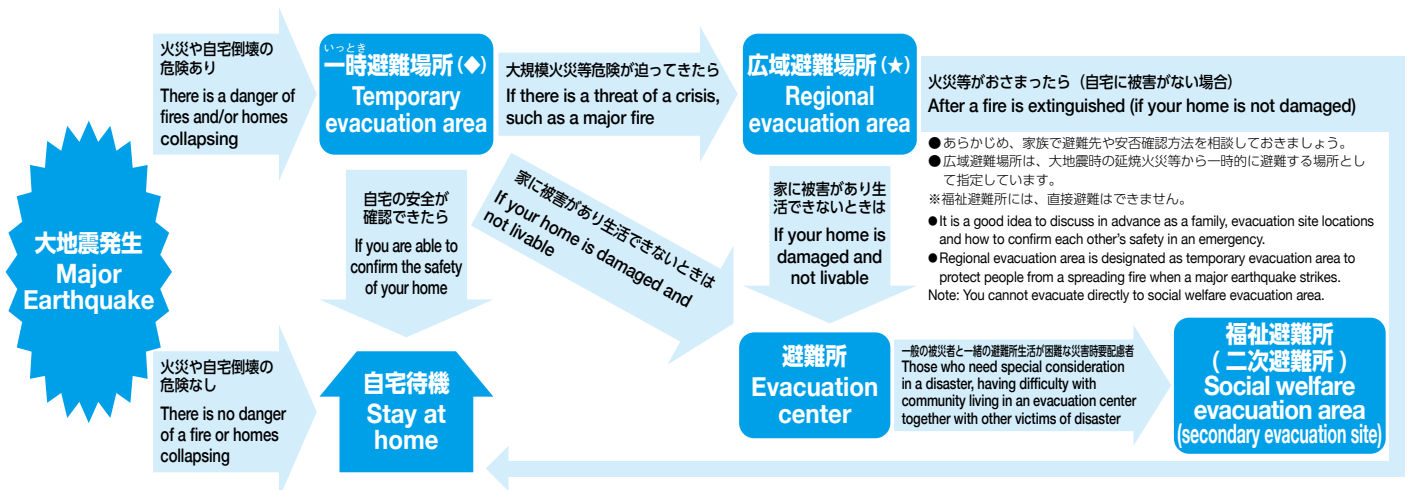 大地震発生
Major
Earthquake
火災や自宅倒壊の
危険あり
There is a danger of
fires and/or homes
collapsing
いっとき
一時避難場所(◆)
Temporary
evacuation area
大規模火災等危険が迫ってきたら
If there is a threat of a crisis,
such as a major fire
広域避難場所(★)
Regional
evacuation area
火災等がおさまったら（自宅に被害がない場合）
After a fire is extinguished (if your home is not damaged)
●あらかじめ、家族で避難先や安否確認方法を相談しておきましょう。
●広域避難場所は、大地震時の延焼火災等から一時的に避難する場所とし
て指定しています。
※福祉避難所には、直接避難はできません。
●It is a good idea to discuss in advance as a family, evacuation site locations
and how to confirm each other's safety in an emergency.
●Regional evacuation area is designated as temporary evacuation area to
protect people from a spreading fire when a major earthquake strikes.
Note: You cannot evacuate directly to social welfare evacuation area.
自宅の安全が
確認できたら
If you are able to
confirm the safety
of your home
家に被害があり生活できないときは
If your home is damaged and
not livable
家に被害があり生
活できないときは
If your home is
damaged and
not livable
火災や自宅倒壊の
危険なし
There is no danger
of a fire or homes
collapsing
自宅待機
Stay at
home
避難所
Evacuation
center
一般の被災者と一緒の避難所生活が困難な災害時要配慮者
Those who need special consideration
in a disaster, having difficulty with
community living in an evacuation center
together with other victims of disaster
福祉避難所
(二次避難所)
Social welfare
evacuation area
(secondary evacuation site)